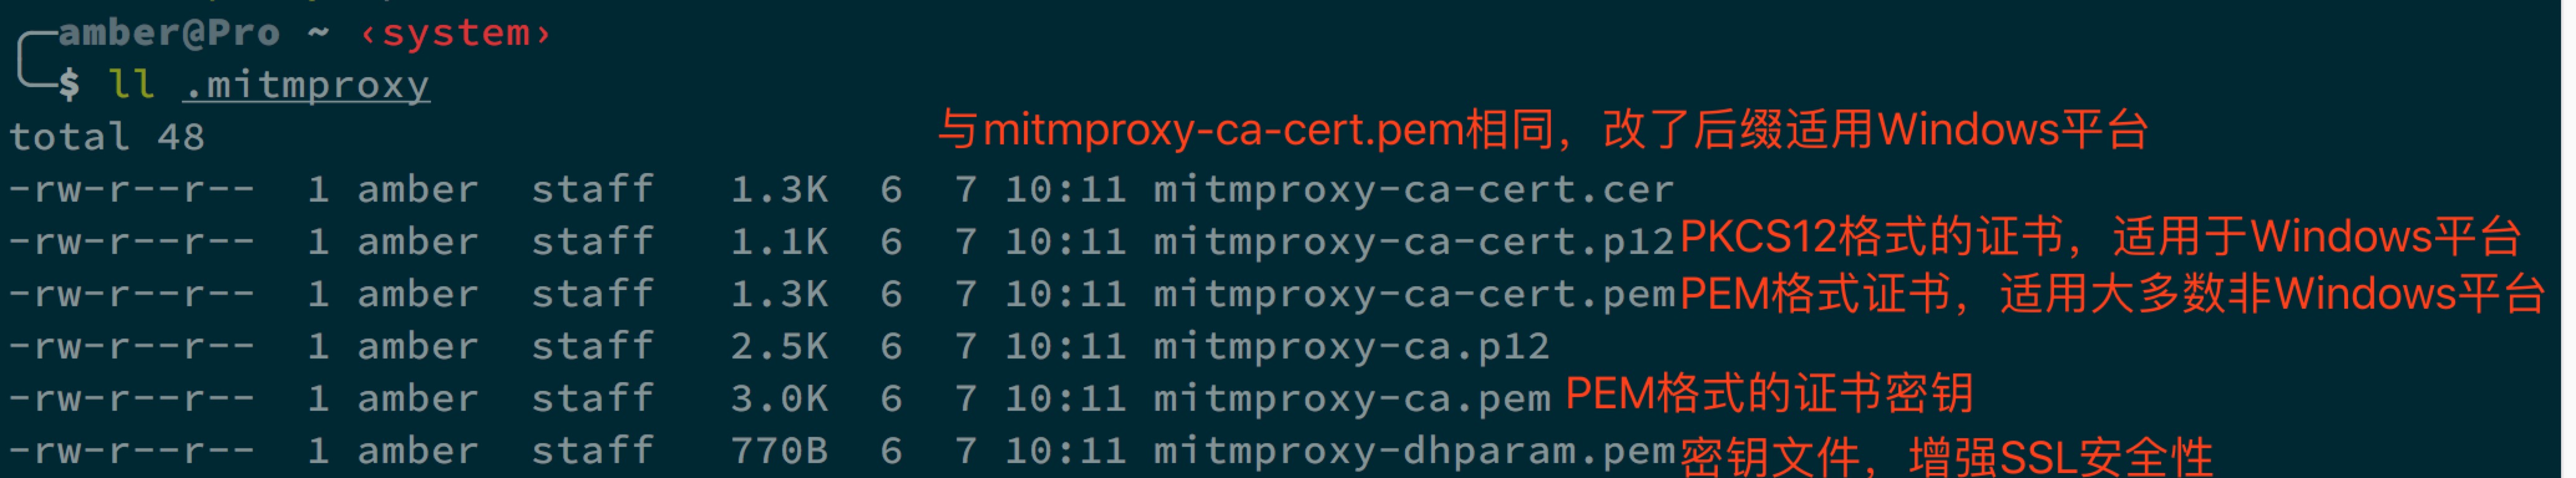 amber@Pro ~ ‹system›
$ ll .mitmproxy
total 48
与mitmproxy-ca-cert.pem相同，改了后缀适用Windows平台
-rw-r--r-- 1 amber staff 1.3K 6 7 10:11 mitmproxy-ca-cert.cer
-rw-r--r-- 1 amber staff 1.1K 6 7 10:11 mitmproxy-ca-cert.p12 PKCS12格式的证书，适用于Windows平台
-rw-r--r-- 1 amber staff 1.3K 6 7 10:11 mitmproxy-ca-cert.pem PEM格式证书，适用大多数非Windows平台
-rw-r--r-- 1 amber staff 2.5K 6 7 10:11 mitmproxy-ca.p12
-rw-r--r-- 1 amber staff 3.0K 6 7 10:11 mitmproxy-ca.pem PEM格式的证书密钥
-rw-r--r-- 1 amber staff 770B 6 7 10:11 mitmproxy-dhparam.pem 密钥文件，增强SSL安全性